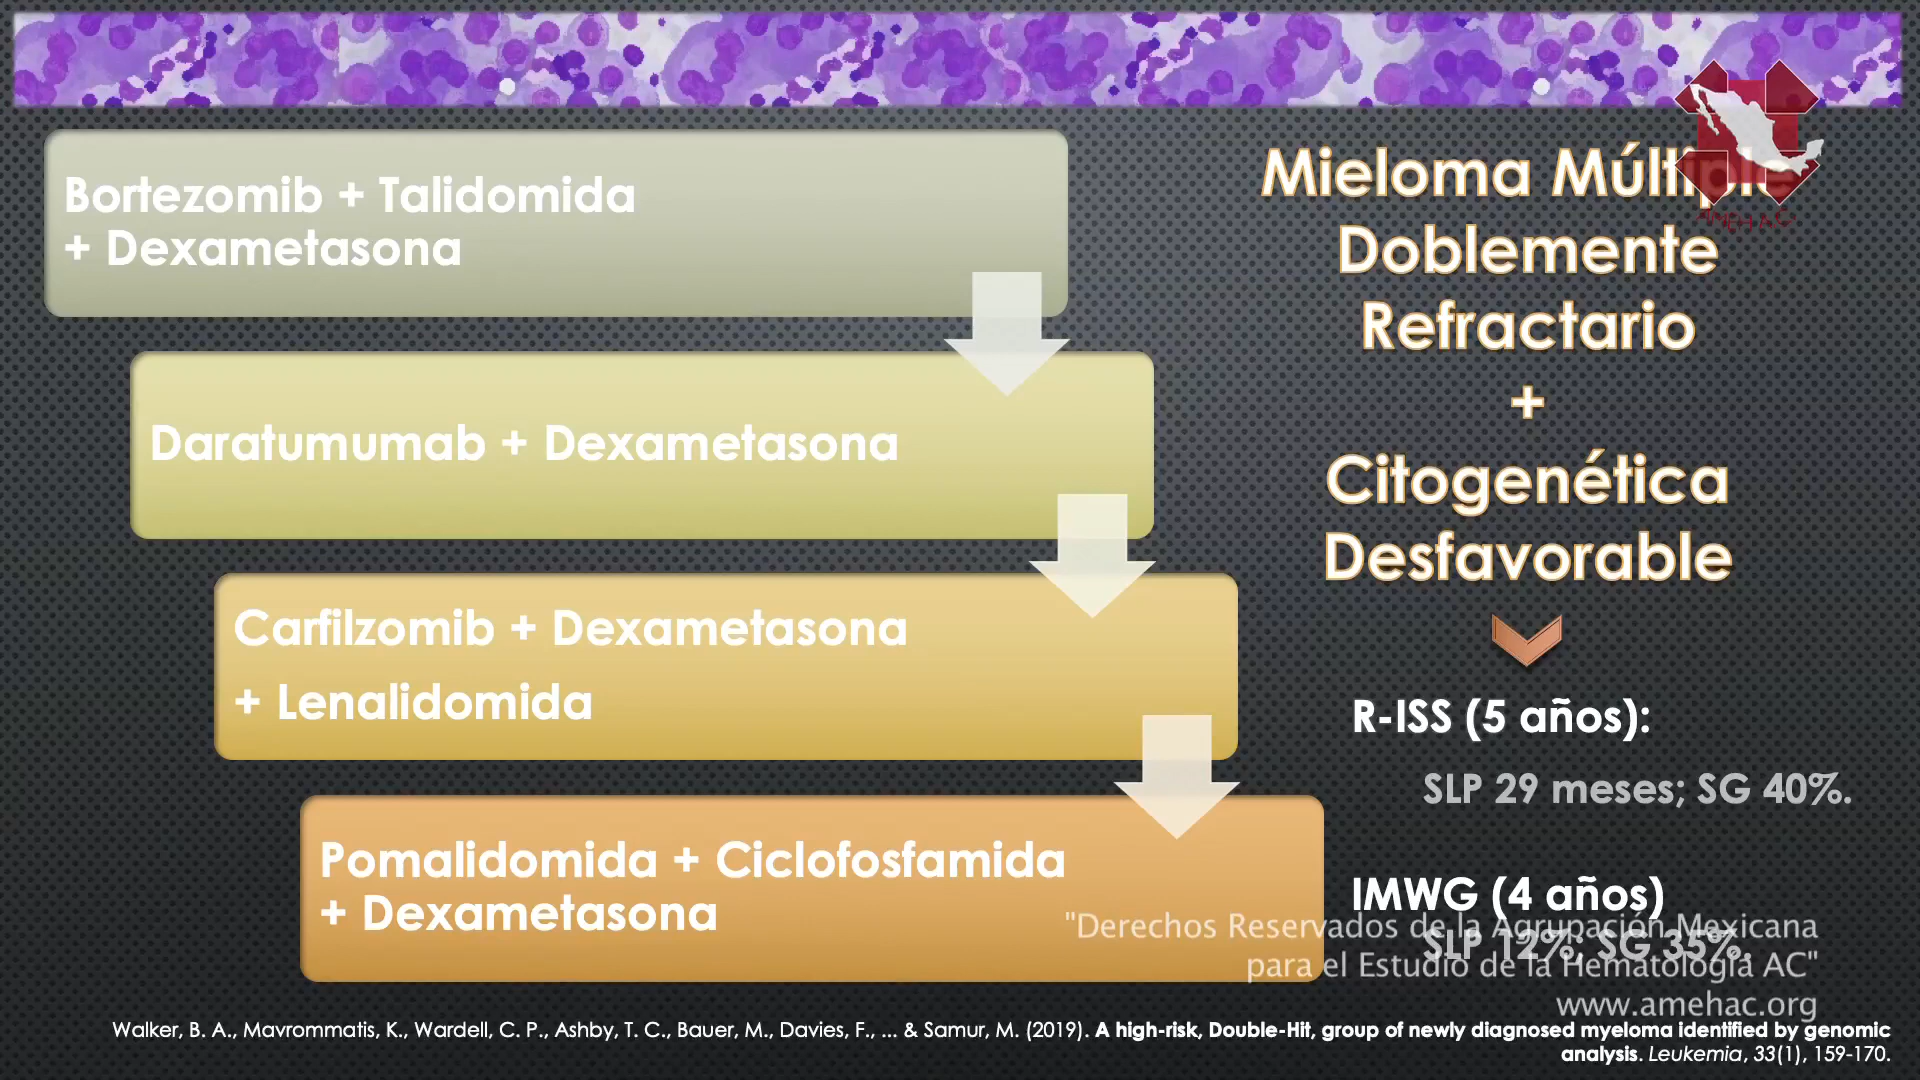 Bortezomib + Talidomida
+ Dexametasona
Daratumumab + Dexametasona
Carfilzomib + Dexametasona
+ Lenalidomida
Pomalidomida + Ciclofosfamida
+ Dexametasona
Mieloma Múltiple
AMEH A.C.
Doblemente
Refractario
+
Citogenética
Desfavorable
R-ISS (5 años):
SLP 29 meses; SG 40%.
IMWG (4 años)
SLP 12%; SG 35%.
"Derechos Reservados de la Agrupación Mexicana
para el Estudio de la Hematología AC"
www.amehac.org
Walker, B. A., Mavrommatis, K., Wardell, C. P., Ashby, T. C., Bauer, M., Davies, F., ... & Samur, M. (2019). A high-risk, Double-Hit, group of newly diagnosed myeloma identified by genomic
analysis. Leukemia, 33(1), 159-170.